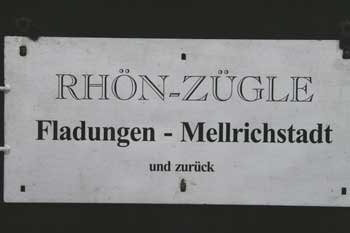 RHÖN-ZÜGLE
Fladungen - Mellrichstadt
und zurück